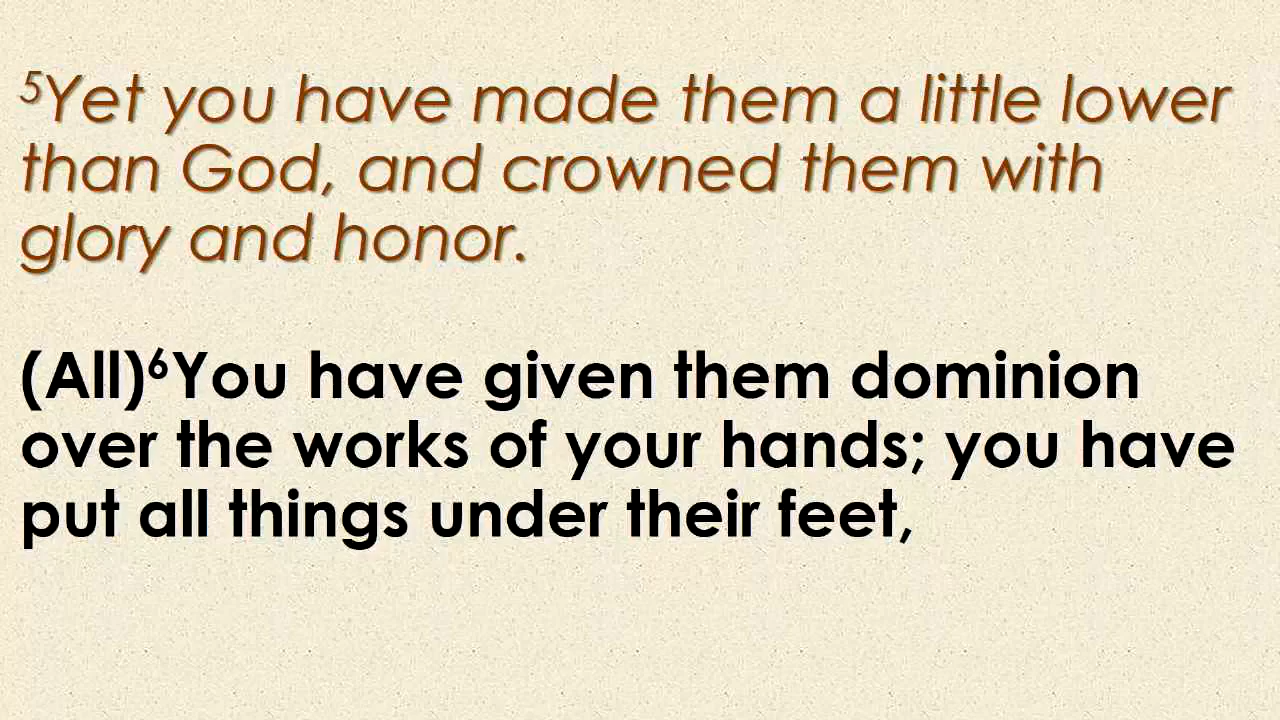 ⁵Yet you have made them a little lower
than God, and crowned them with
glory and honor.
(All)⁶You have given them dominion
over the works of your hands; you have
put all things under their feet,